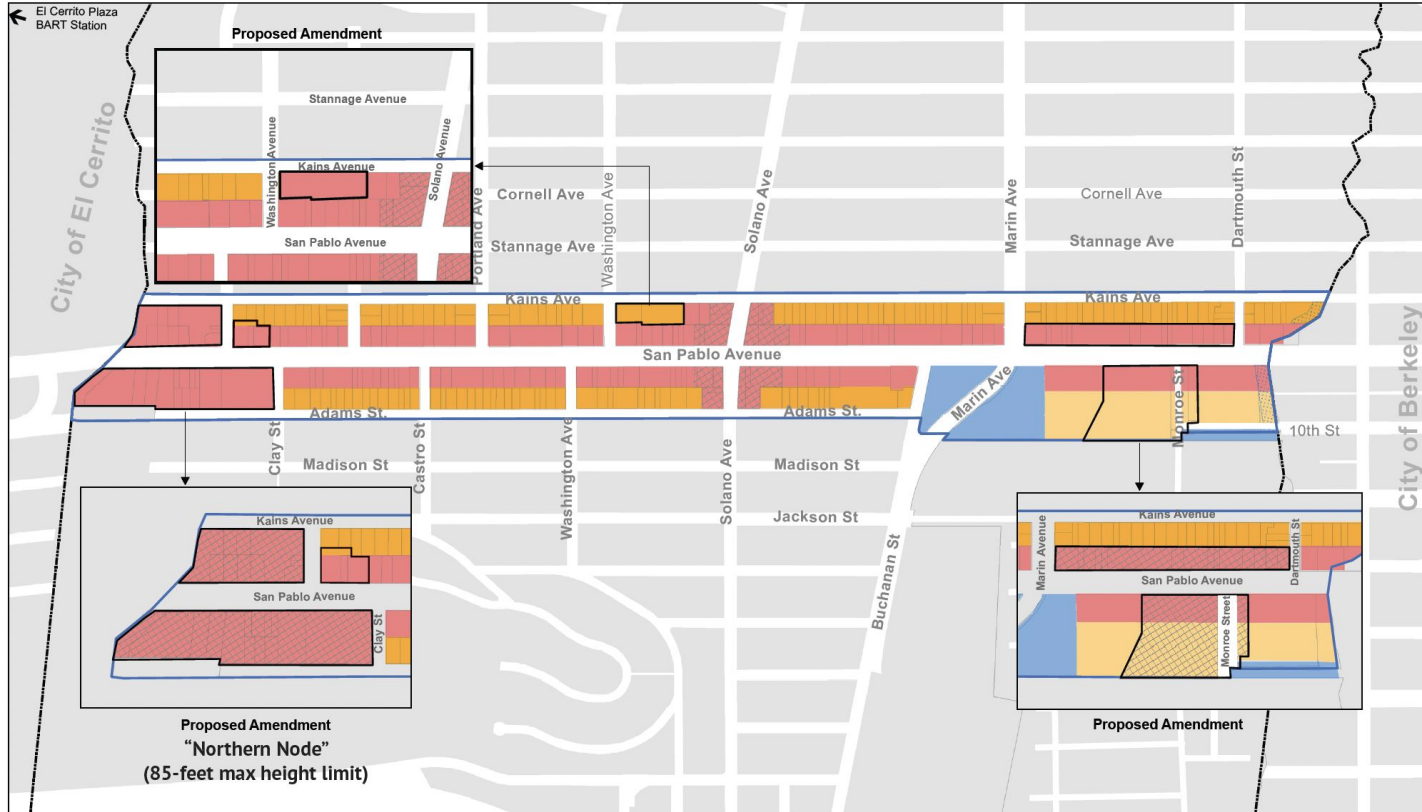 El Cerrito Plaza
BART Station
Proposed Amendment
Stannage Avenue
Washington Avenue
Kains Avenue
Solano Avenue
San Pablo Avenue
City of El Cerrito
Portland Ave
Cornell Ave
Stannage Ave
Washington Ave
Solano Ave
Marin Ave
Cornell Ave
Stannage Ave
Dartmouth St
Kains Ave
Kains Ave
San Pablo Avenue
City of Berkeley
Adams St.
Adams St.
Marin Ave
Monroe St
10th St
Clay St
Madison St
Castro St
Washington Ave
Solano Ave
Madison St
Jackson St
Buchanan St
Kains Avenue
San Pablo Avenue
Clay St
Proposed Amendment
“Northern Node”
(85-feet max height limit)
Kains Avenue
Marin Avenue
Dartmouth St
San Pablo Avenue
Monroe Street
Proposed Amendment